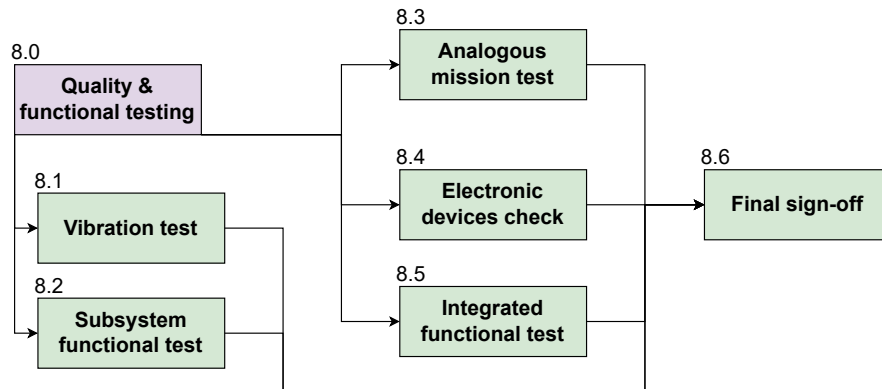 8.0
Quality &
functional testing
8.1
Vibration test
8.2
Subsystem
functional test
8.3
Analogous
mission test
8.4
Electronic
devices check
8.5
Integrated
functional test
8.6
Final sign-off